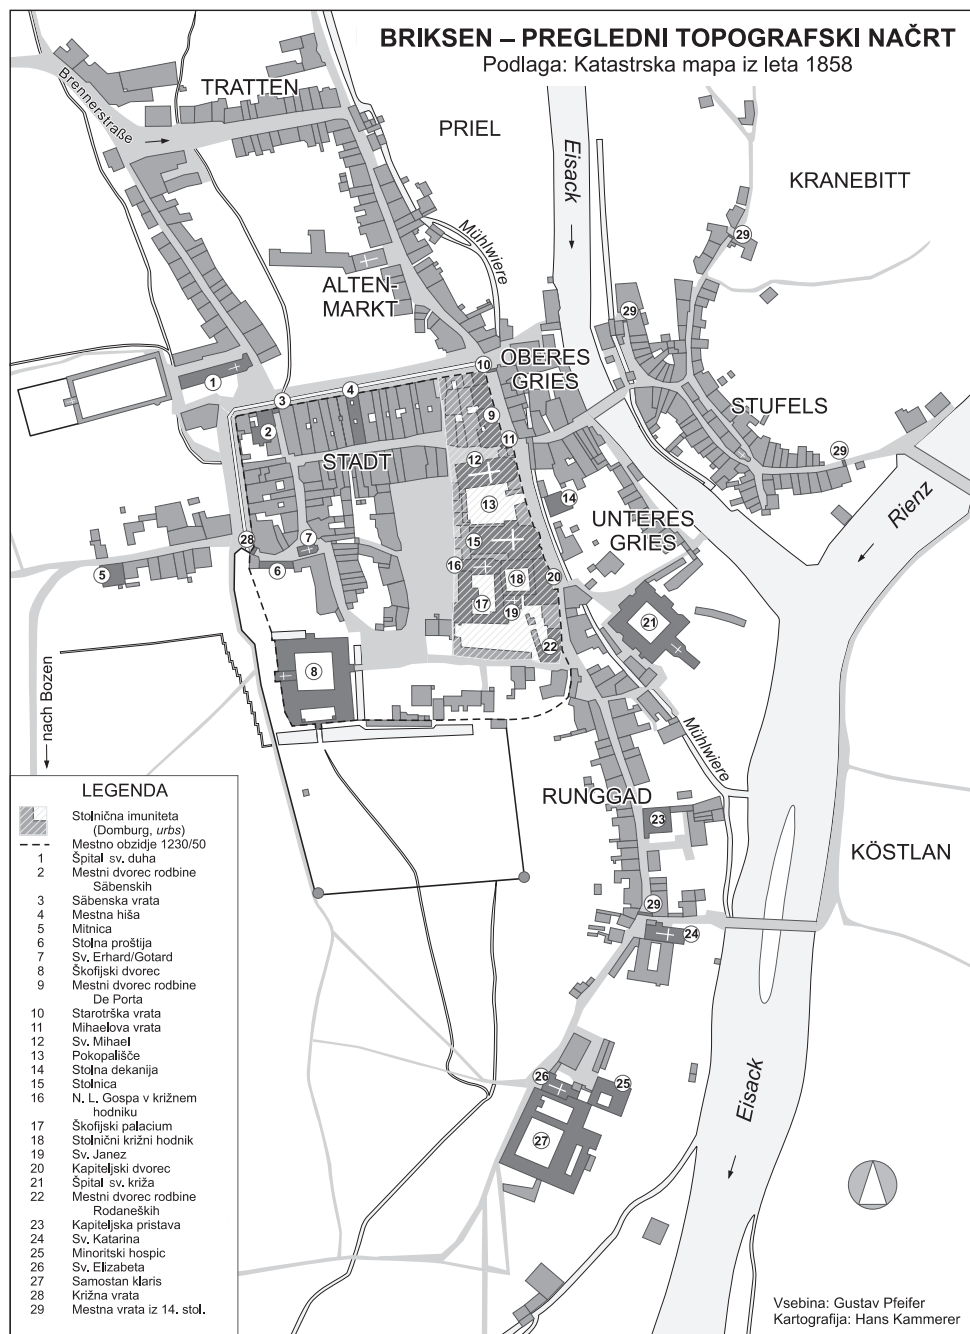 BRIKSEN – PREGLEDNI TOPOGRAFSKI NAČRT
Podlaga: Katastrska mapa iz leta 1858
TRATTEN
Brennerstraße
PRIEL
Eisack
KRANEBITT
29
Mühlwiere
ALTEN-
MARKT
29
10
OBERES
GRIES
1
3
4
STUFELS
9
2
11
29
STADT
12
13
14
Rienz
UNTERES
GRIES
28
7
15
5
6
16
18
20
17
19
21
22
8
nach Bozen
Mühlwiere
RUNGGAD
23
KÖSTLAN
29
24
26
25
27
Eisack
LEGENDA
Stolnična imuniteta
(Domburg, urbs)
Mestno obzidje 1230/50
1 Špital sv. duha
2 Mestni dvorec rodbine
Säbenskih
3 Säbenska vrata
4 Mestna hiša
5 Mitnica
6 Stolna proštija
7 Sv. Erhard/Gotard
8 Škofijski dvorec
9 Mestni dvorec rodbine
De Porta
10 Starotrška vrata
11 Mihaelova vrata
12 Sv. Mihael
13 Pokopališče
14 Stolna dekanija
15 Stolnica
16 N. L. Gospa v križnem
hodniku
17 Škofijski palacium
18 Stolnični križni hodnik
19 Sv. Janez
20 Kapiteljski dvorec
21 Špital sv. križa
22 Mestni dvorec rodbine
Rodaneških
23 Kapiteljska pristava
24 Sv. Katarina
25 Minoritski hospic
26 Sv. Elizabeta
27 Samostan klaris
28 Križna vrata
29 Mestna vrata iz 14. stol.
Vsebina: Gustav Pfeifer
Kartografija: Hans Kammerer